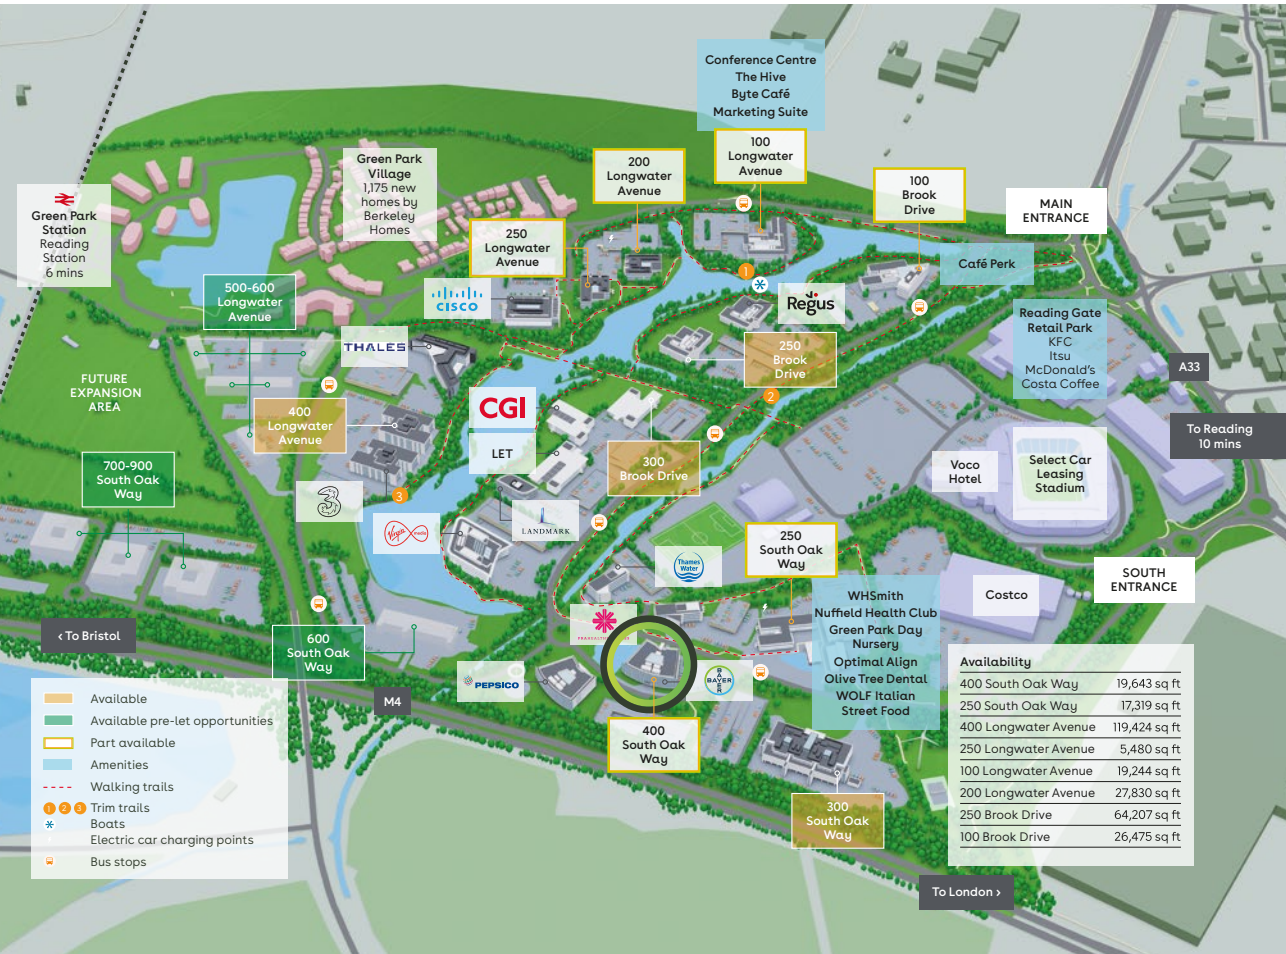 Conference Centre
The Hive
Byte Café
Marketing Suite
100
Longwater
Avenue
200
Longwater
Avenue
250
Longwater
Avenue
100
Brook
Drive
MAIN
ENTRANCE
Green Park
Village
1,175 new
homes by
Berkeley
Homes
Green Park
Station
Reading
Station
6 mins
500-600
Longwater
Avenue
CISCO
THALES
Regus
Café Perk
Reading Gate
Retail Park
KFC
Itsu
McDonald's
Costa Coffee
A33
To Reading
10 mins
FUTURE
EXPANSION
AREA
400
Longwater
Avenue
CGI
LET
250
Brook
Drive
300
Brook Drive
1
2
3
700-900
South Oak
Way
3
Virgin
media
LANDMARK
Voco
Hotel
Select Car
Leasing
Stadium
Thames
Water
250
South Oak
Way
SOUTH
ENTRANCE
Costco
WHSmith
Nuffield Health Club
Green Park Day
Nursery
Optimal Align
Olive Tree Dental
WOLF Italian
Street Food
< To Bristol
600
South Oak
Way
M4
PEPSICO
BAYER
BAYER
400
South Oak
Way
300
South Oak
Way
To London >
Available
Available pre-let opportunities
Part available
Amenities
Walking trails
1 2 3 Trim trails
Boats
Electric car charging points
Bus stops
Availability
400 South Oak Way 19,643 sq ft
250 South Oak Way 17,319 sq ft
400 Longwater Avenue 119,424 sq ft
250 Longwater Avenue 5,480 sq ft
100 Longwater Avenue 19,244 sq ft
200 Longwater Avenue 27,830 sq ft
250 Brook Drive 64,207 sq ft
100 Brook Drive 26,475 sq ft